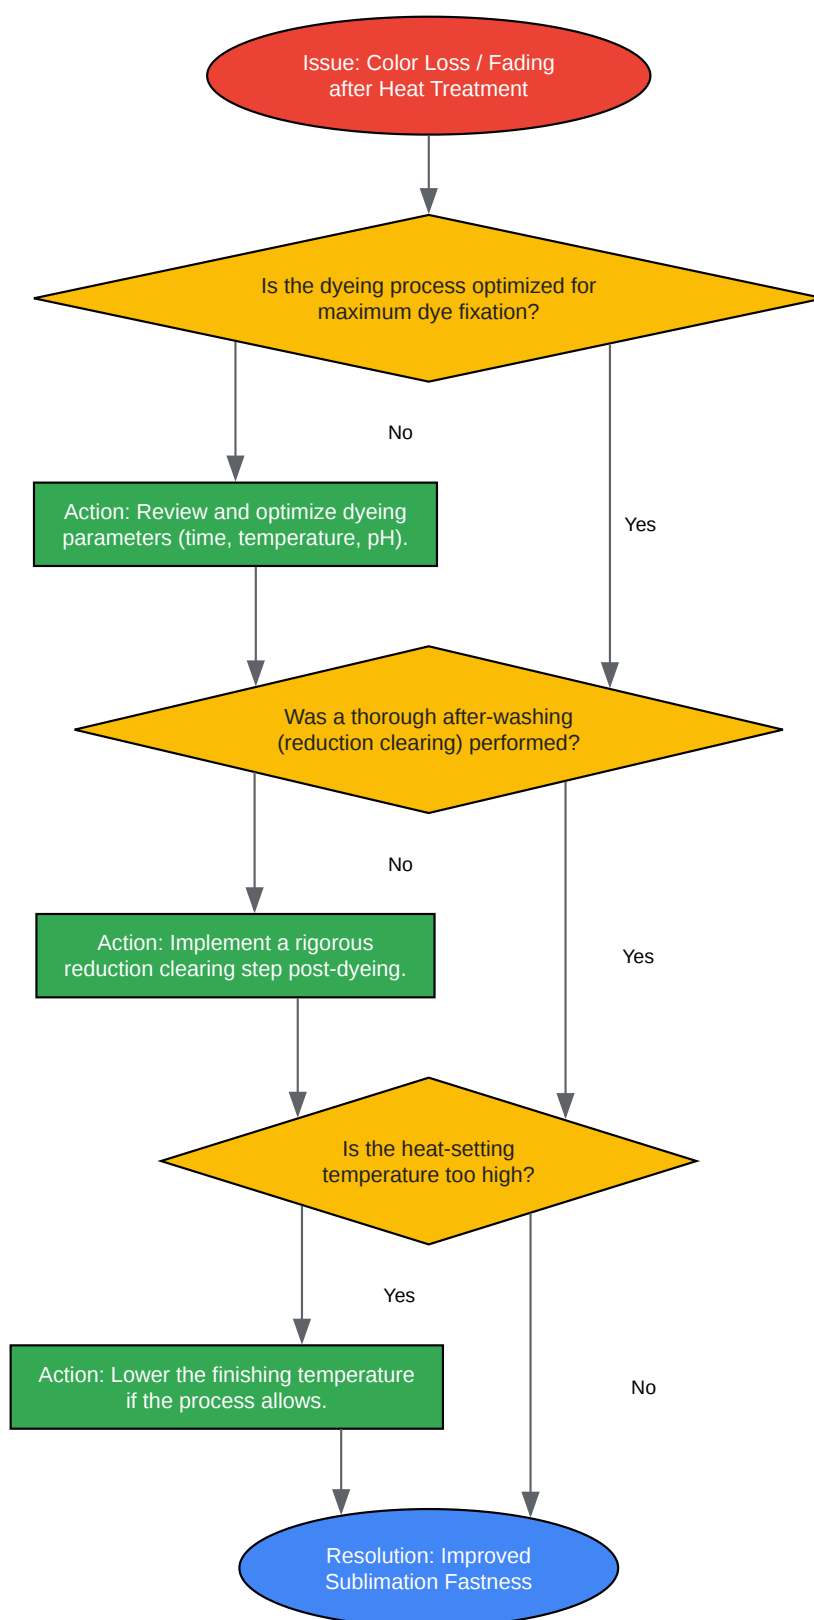 Issue: Color Loss / Fading
after Heat Treatment
Is the dyeing process optimized for
maximum dye fixation?
No
Action: Review and optimize dyeing
parameters (time, temperature, pH).
Yes
Was a thorough after-washing
(reduction clearing) performed?
No
Action: Implement a rigorous
reduction clearing step post-dyeing.
Yes
Is the heat-setting
temperature too high?
Yes
Action: Lower the finishing temperature
if the process allows.
No
Resolution: Improved
Sublimation Fastness